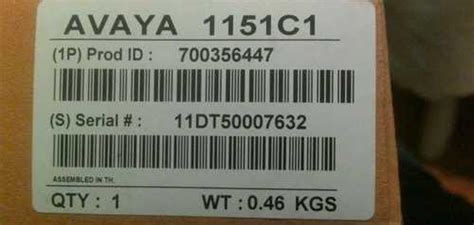 AVAYA 1151C1
(1P) Prod ID : 700356447
(S) Serial # : 11DT50007632
ASSEMBLED IN TH.
QTY : 1 WT : 0.46 KGS